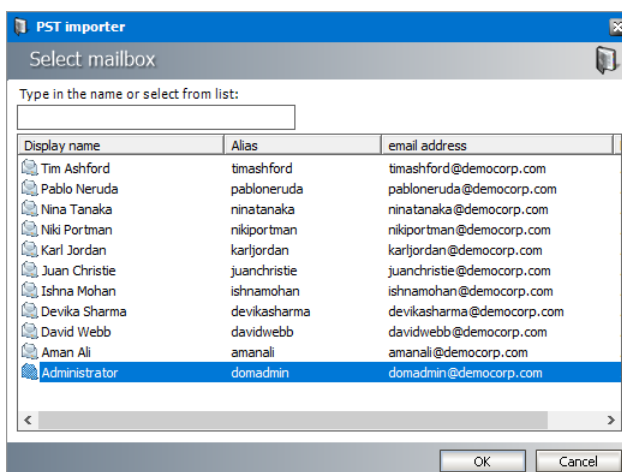 PST importer
Select mailbox
Type in the name or select from list:
Display name Alias email address
Tim Ashford timashford timashford@democorp.com
Pablo Neruda pabloneruda pabloneruda@democorp.com
Nina Tanaka ninatanaka ninatanaka@democorp.com
Niki Portman nikiportman nikiportman@democorp.com
Karl Jordan karljordan karljordan@democorp.com
Juan Christie juanchristie juanchristie@democorp.com
Ishna Mohan ishnamohan ishnamohan@democorp.com
Devika Sharma devikasharma devikasharma@democorp.com
David Webb davidwebb davidwebb@democorp.com
Aman Ali amanali amanali@democorp.com
Administrator domadmin domadmin@democorp.com
OK Cancel